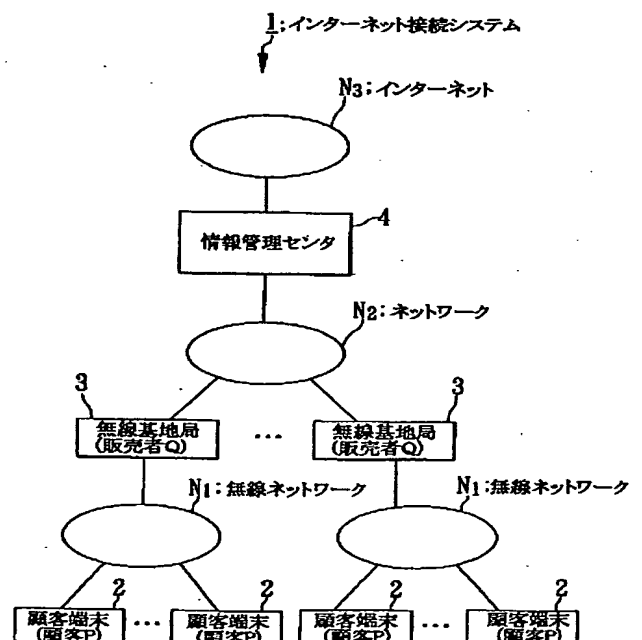 1;インターネット接続システム
N3;インターネット
4
情報管理センタ
N2:ネットワーク
3
3
無線基地局
(販売者Q)
...
無線基地局
(販売者Q)
N1:無線ネットワーク
N1;無線ネットワーク
2
2
2
2
顧客端末
(顧客P)
...
顧客端末
(顧客P)
顧客端末
(顧客P)
...
顧客端末
(顧客P)